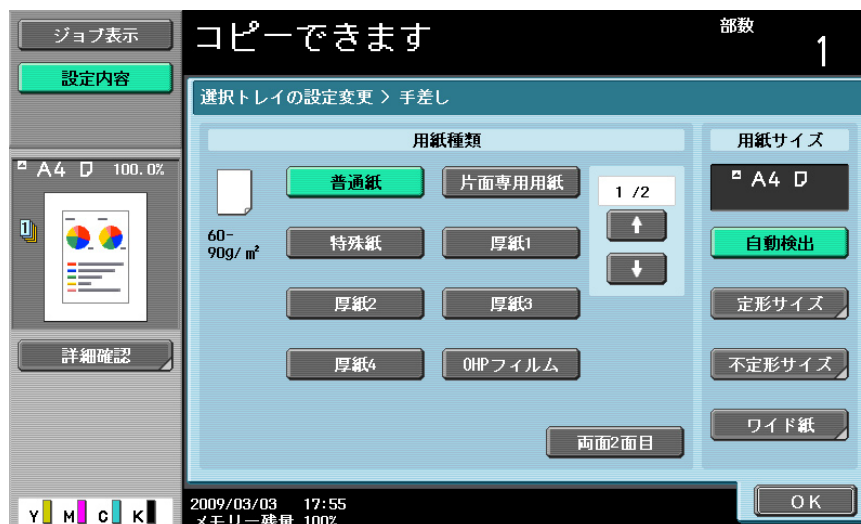 ジョブ表示
設定内容
A4
100.0%
1
詳細確認
Y M C K
コピーできます
部数
1
選択トレイの設定変更 > 手差し
用紙種類
60-
90g/㎡
普通紙
片面専用用紙
特殊紙
厚紙1
厚紙2
厚紙3
厚紙4
OHPフィルム
1 /2
両面2面目
用紙サイズ
A4
自動検出
定形サイズ
不定形サイズ
ワイド紙
2009/03/03 17:55
メモリー残量 100%
OK